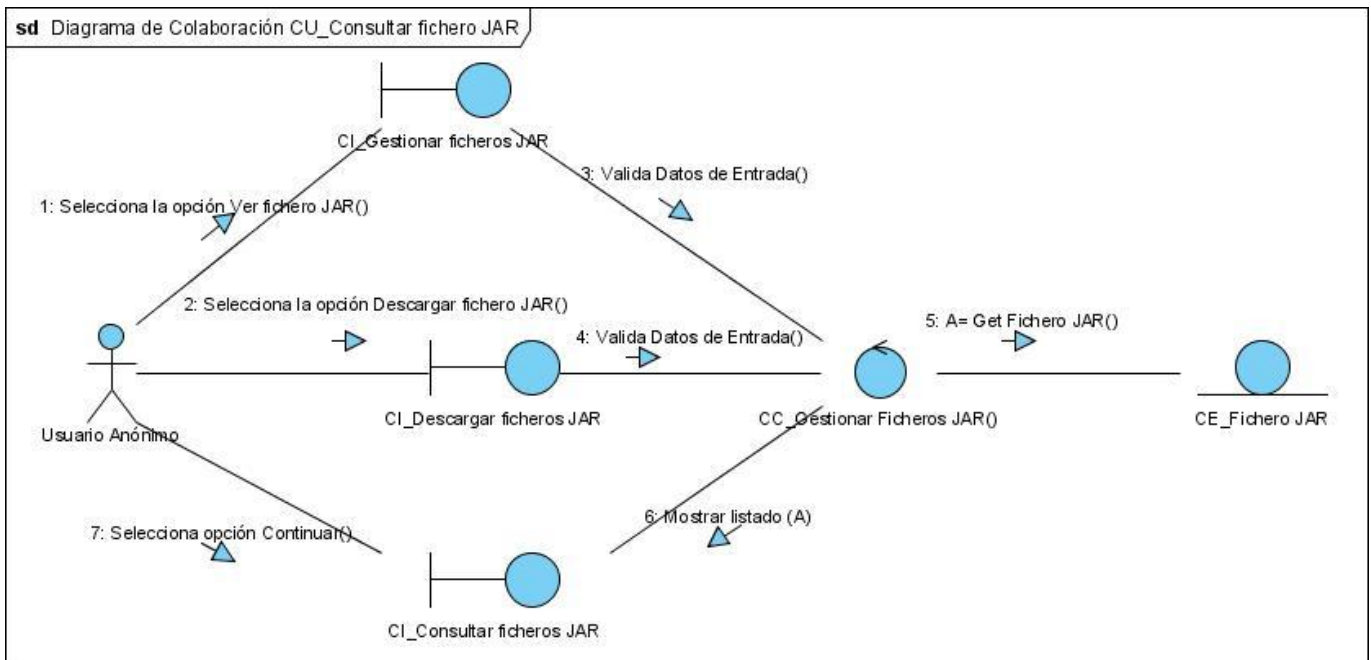 sd Diagrama de Colaboración CU_Consultar fichero JAR
CI_Gestionar ficheros JAR
3: Valida Datos de Entrada()
1: Selecciona la opción Ver fichero JAR()
2: Selecciona la opción Descargar fichero JAR()
4: Valida Datos de Entrada()
5: A= Get Fichero JAR()
CI_Descargar ficheros JAR
CC_Gestionar Ficheros JAR()
CE_Fichero JAR
Usuario Anónimo
6: Mostrar listado (A)
7: Selecciona opción Continuar()
CI_Consultar ficheros JAR